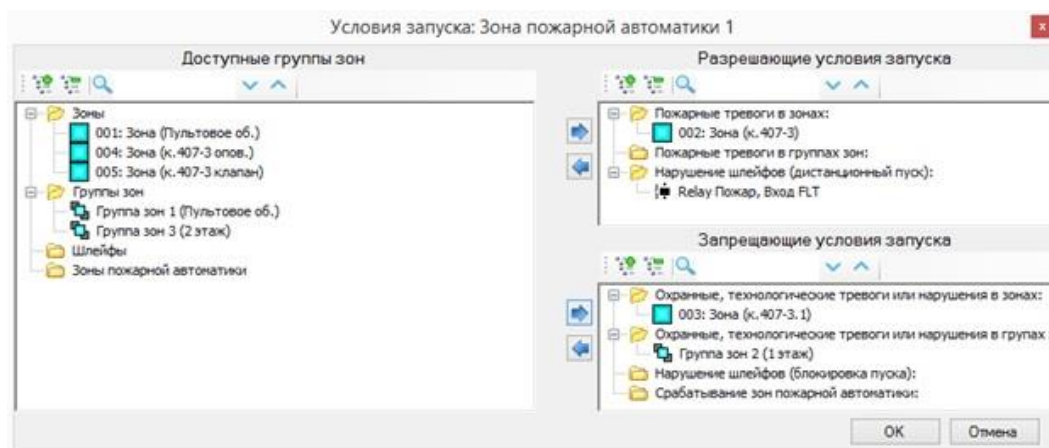 Условия запуска: Зона пожарной автоматики 1
x
Доступные группы зон
Зоны
001: Зона (Пультовое об.)
004: Зона (к.407-3 опов.)
005: Зона (к.407-3 клапан)
Группы зон
Группа зон 1 (Пультовое об.)
Группа зон 3 (2 этаж)
Шлейфы
Зоны пожарной автоматики
Разрешающие условия запуска
Пожарные тревоги в зонах:
002: Зона (к.407-3)
Пожарные тревоги в группах зон:
Нарушение шлейфов (дистанционный пуск):
Relay Пожар, Вход FLT
Запрещающие условия запуска
Охранные, технологические тревоги или нарушения в зонах:
003: Зона (к.407-3.1)
Охранные, технологические тревоги или нарушения в групах
Группа зон 2 (1 этаж)
Нарушение шлейфов (блокировка пуска):
Срабатывание зон пожарной автоматики:
OK
Отмена